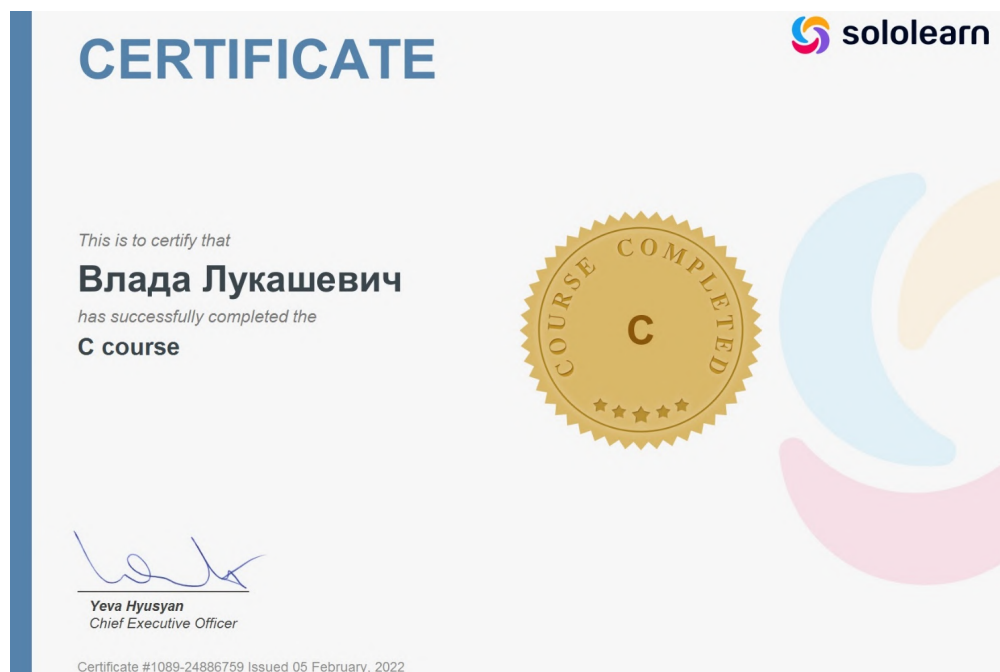 CERTIFICATE
sololearn
This is to certify that
Влада Лукашевич
has successfully completed the
C course
COURSE COMPLETED
C
Yeva Hyusyan
Chief Executive Officer
Certificate #1089-24886759 Issued 05 February, 2022